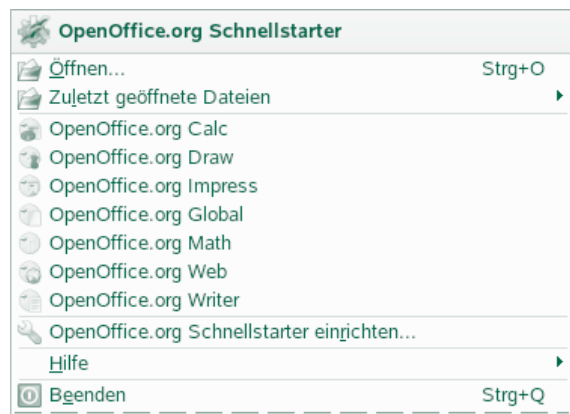 OpenOffice.org Schnellstarter
Öffnen... Strg+O
Zuletzt geöffnete Dateien
OpenOffice.org Calc
OpenOffice.org Draw
OpenOffice.org Impress
OpenOffice.org Global
OpenOffice.org Math
OpenOffice.org Web
OpenOffice.org Writer
OpenOffice.org Schnellstarter einrichten...
Hilfe
Beenden Strg+Q